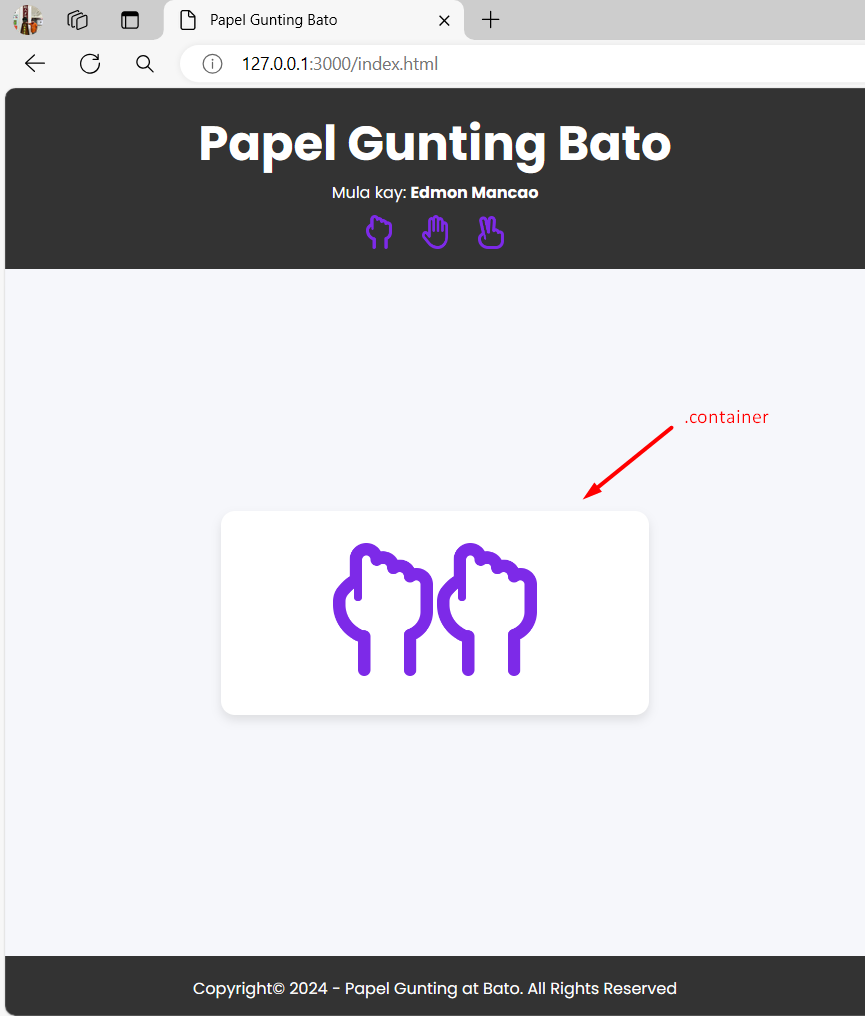 Papel Gunting Bato
127.0.0.1:3000/index.html
Papel Gunting Bato
Mula kay: Edmon Mancao
.container
Copyright© 2024 - Papel Gunting at Bato. All Rights Reserved